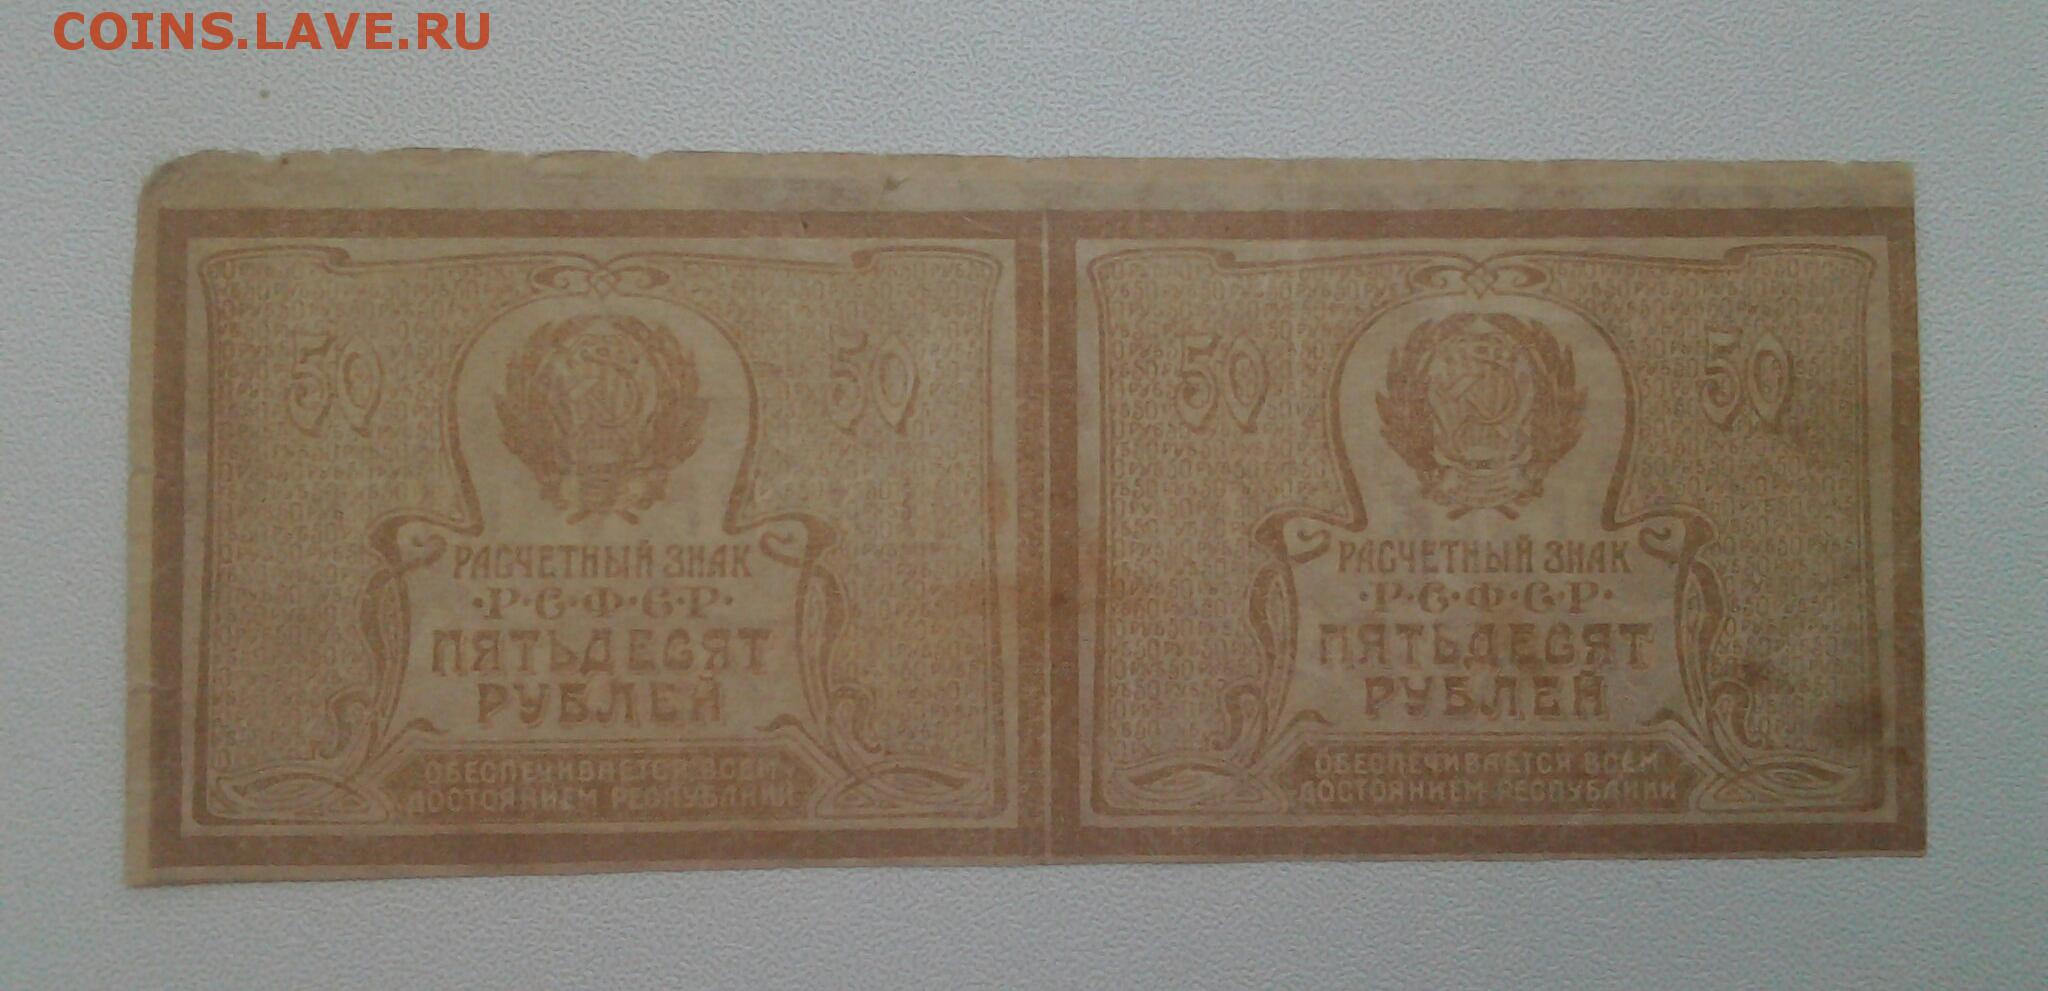 COINS.LAVE.RU
50 50
РАСЧЕТНЫЙ ЗНАК
·Р·С·Ф·С·Р·
ПЯТЬДЕСЯТ
РУБЛЕЙ
ОБЕСПЕЧИВАЕТСЯ ВСЕМ
ДОСТОЯНИЕМ РЕСПУБЛИКИ
50 50
РАСЧЕТНЫЙ ЗНАК
·Р·С·Ф·С·Р·
ПЯТЬДЕСЯТ
РУБЛЕЙ
ОБЕСПЕЧИВАЕТСЯ ВСЕМ
ДОСТОЯНИЕМ РЕСПУБЛИКИ